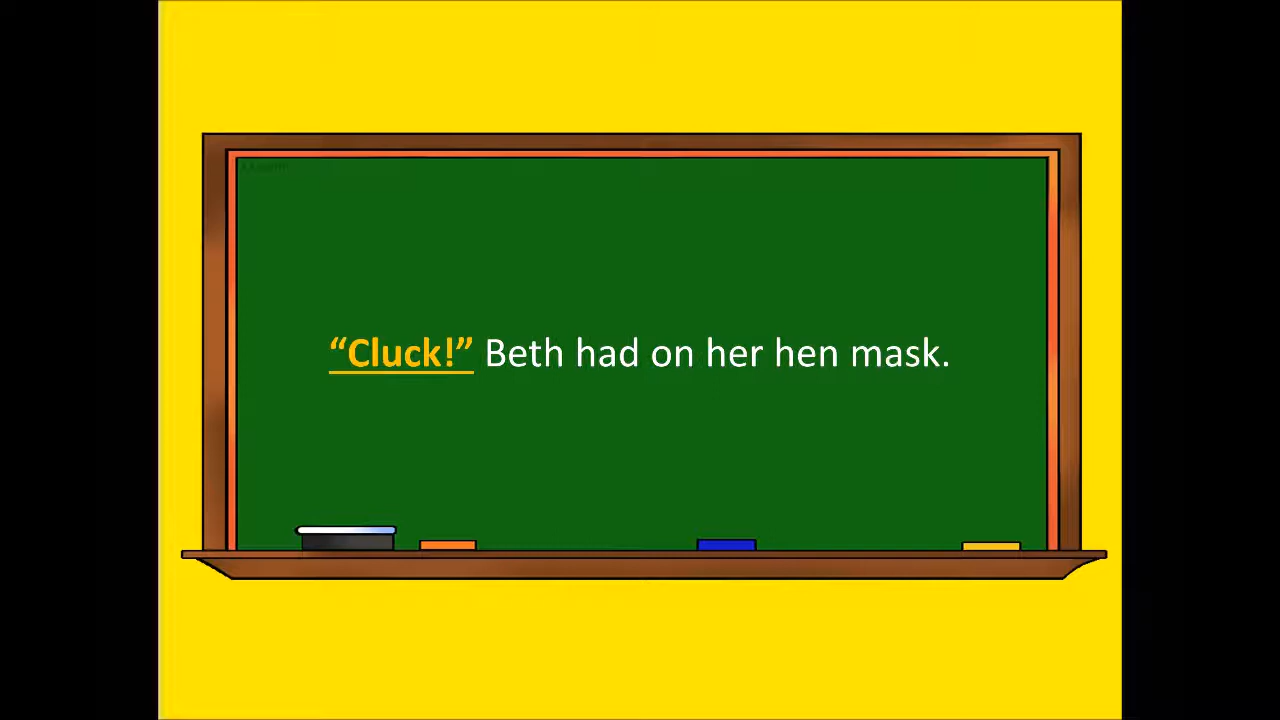 “Cluck!” Beth had on her hen mask.